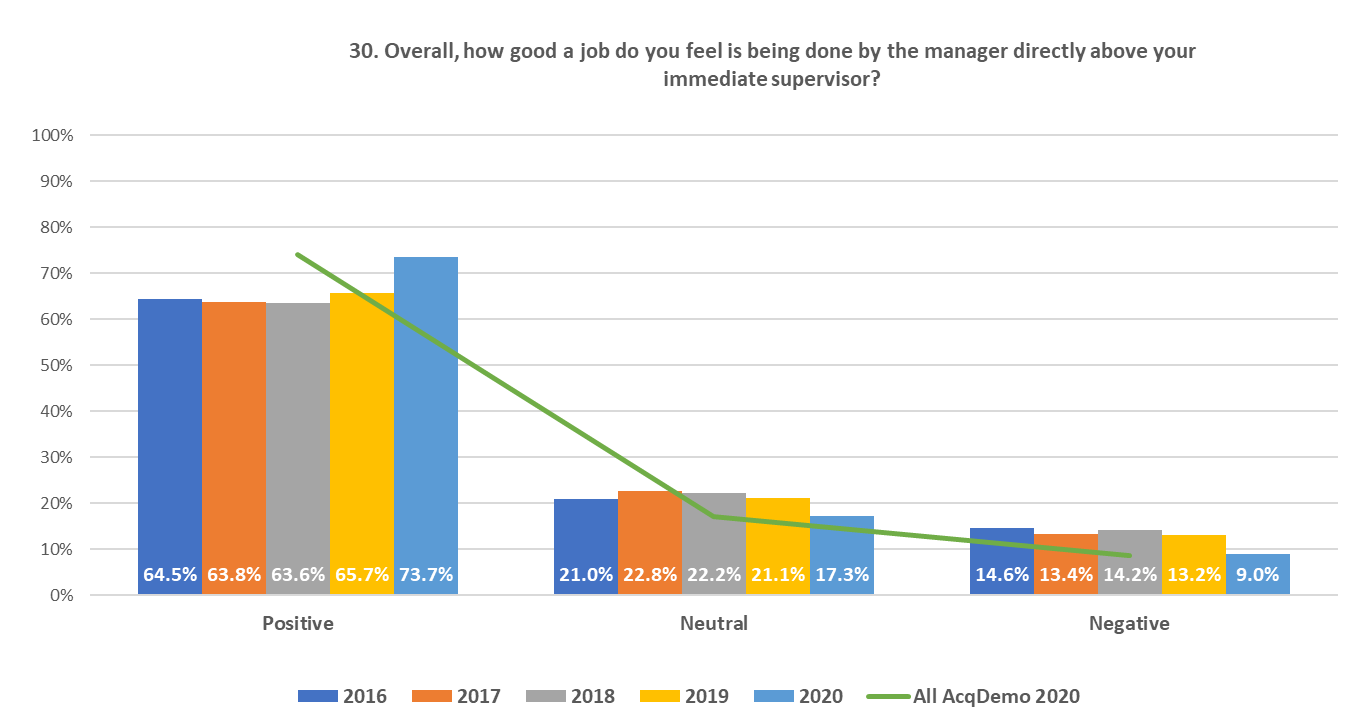 30. Overall, how good a job do you feel is being done by the manager directly above your
immediate supervisor?
100%
90%
80%
70%
60%
50%
40%
30%
20%
10%
0%
64.5% 63.8% 63.6% 65.7% 73.7% 21.0% 22.8% 22.2% 21.1% 17.3% 14.6% 13.4% 14.2% 13.2% 9.0%
Positive Neutral Negative
2016 2017 2018 2019 2020 All AcqDemo 2020